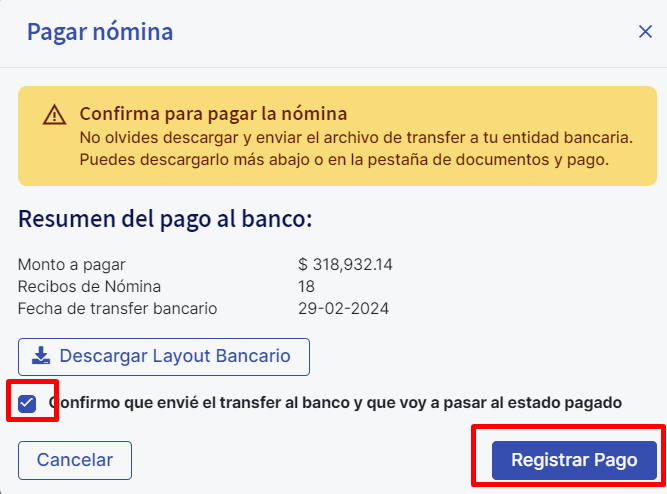 Pagar nómina
Confirma para pagar la nómina
No olvides descargar y enviar el archivo de transfer a tu entidad bancaria.
Puedes descargarlo más abajo o en la pestaña de documentos y pago.
Resumen del pago al banco:
Monto a pagar $ 318,932.14
Recibos de Nómina 18
Fecha de transfer bancario 29-02-2024
Descargar Layout Bancario
Confirmo que envié el transfer al banco y que voy a pasar al estado pagado
Cancelar Registrar Pago